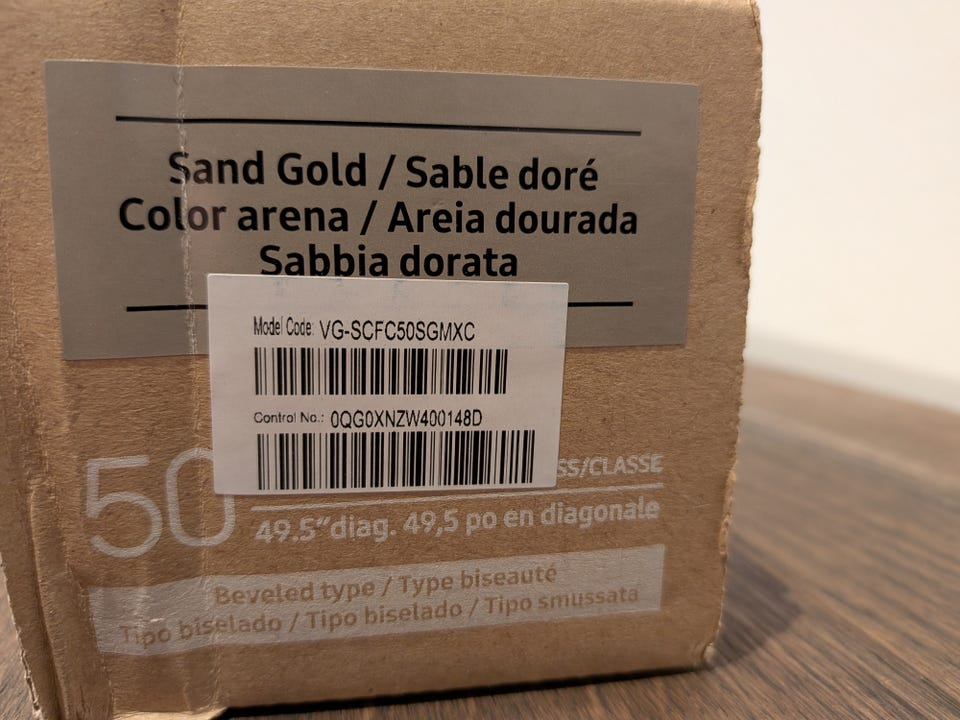 Sand Gold / Sable doré
Color arena / Areia dourada
Sabbia dorata
Model Code: VG-SCFC50SGMXC
Control No.: 0QG0XNZW400148D
50
SS/CLASSE
49.5”diag. 49,5 po en diagonale
Beveled type / Type biseauté
Tipo biselado / Tipo biselado / Tipo smussata